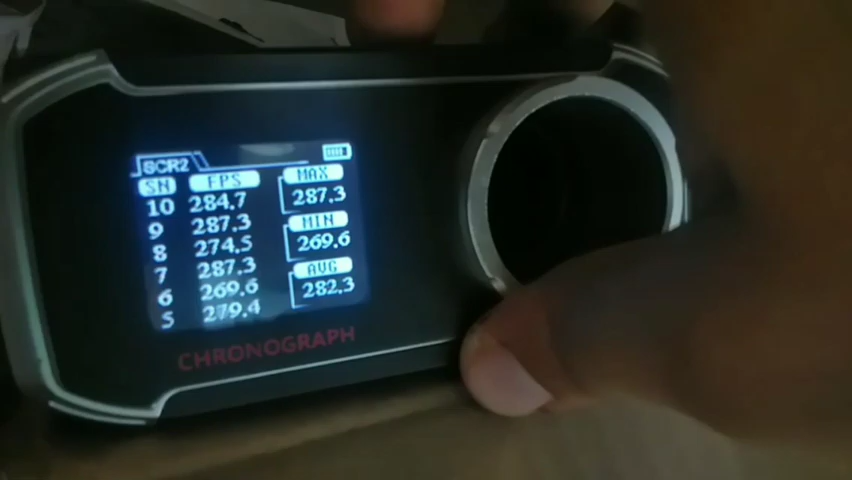 SCR2
SN FPS MAX
10 284.7 287.3
9 287.3 MIN
8 274.5 269.6
7 287.3 AVG
6 269.6 282.3
5 279.4
CHRONOGRAPH